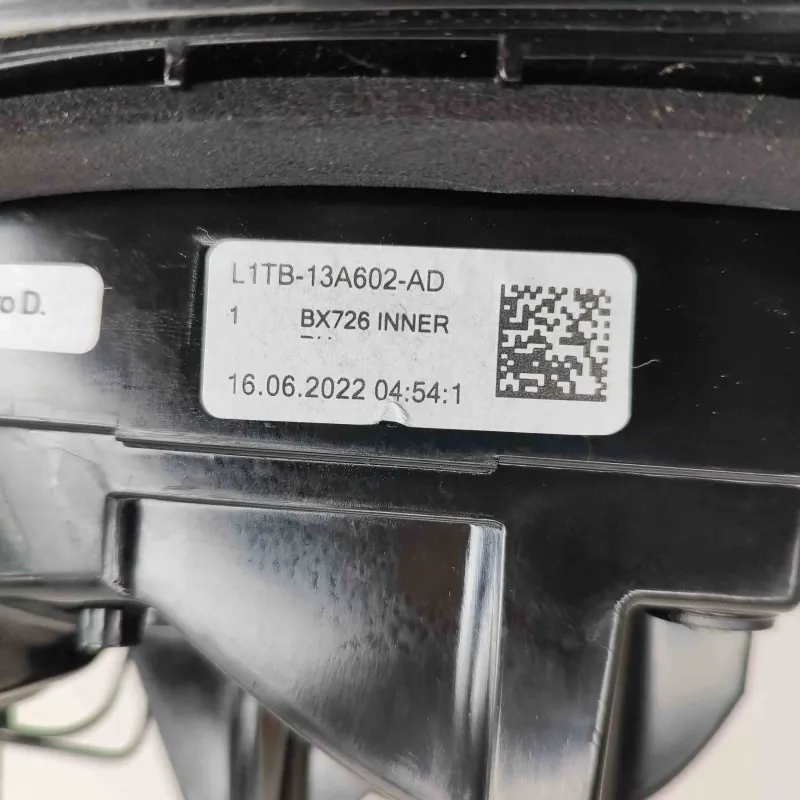 L1TB-13A602-AD
1 BX726 INNER
16.06.2022 04:54:1
D.